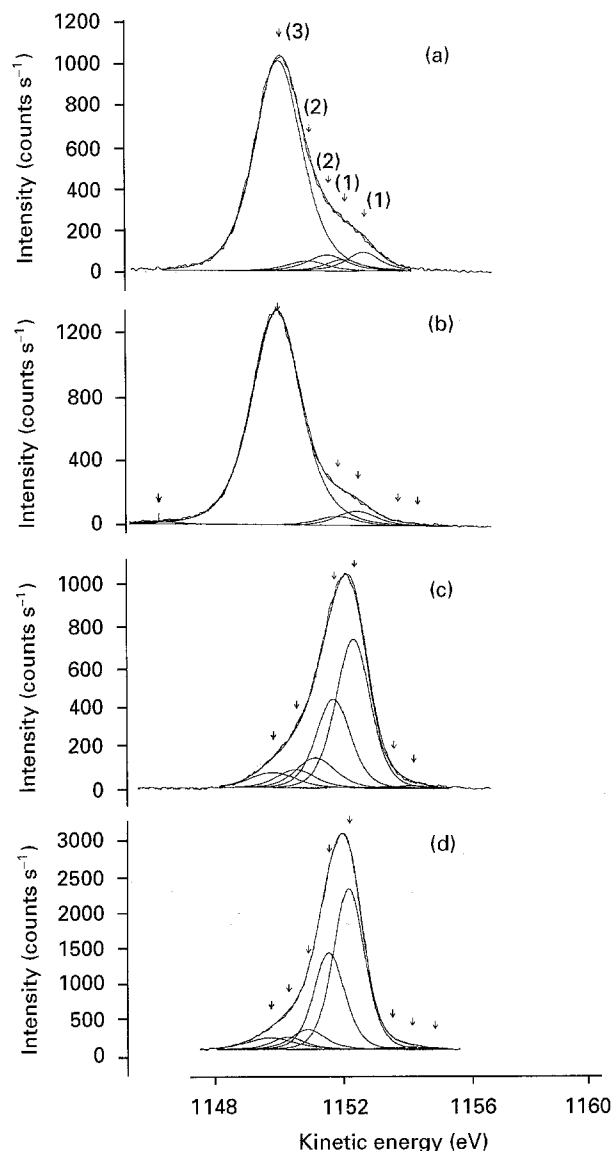 (a)
(3)
(2)
(2)
(1)
(1)
Intensity (counts s⁻¹)
1200
1000
800
600
400
200
0
(b)
Intensity (counts s⁻¹)
1200
800
400
0
(c)
Intensity (counts s⁻¹)
1000
800
600
400
200
0
(d)
Intensity (counts s⁻¹)
3000
2500
2000
1500
1000
500
0
1148 1152 1156 1160
Kinetic energy (eV)